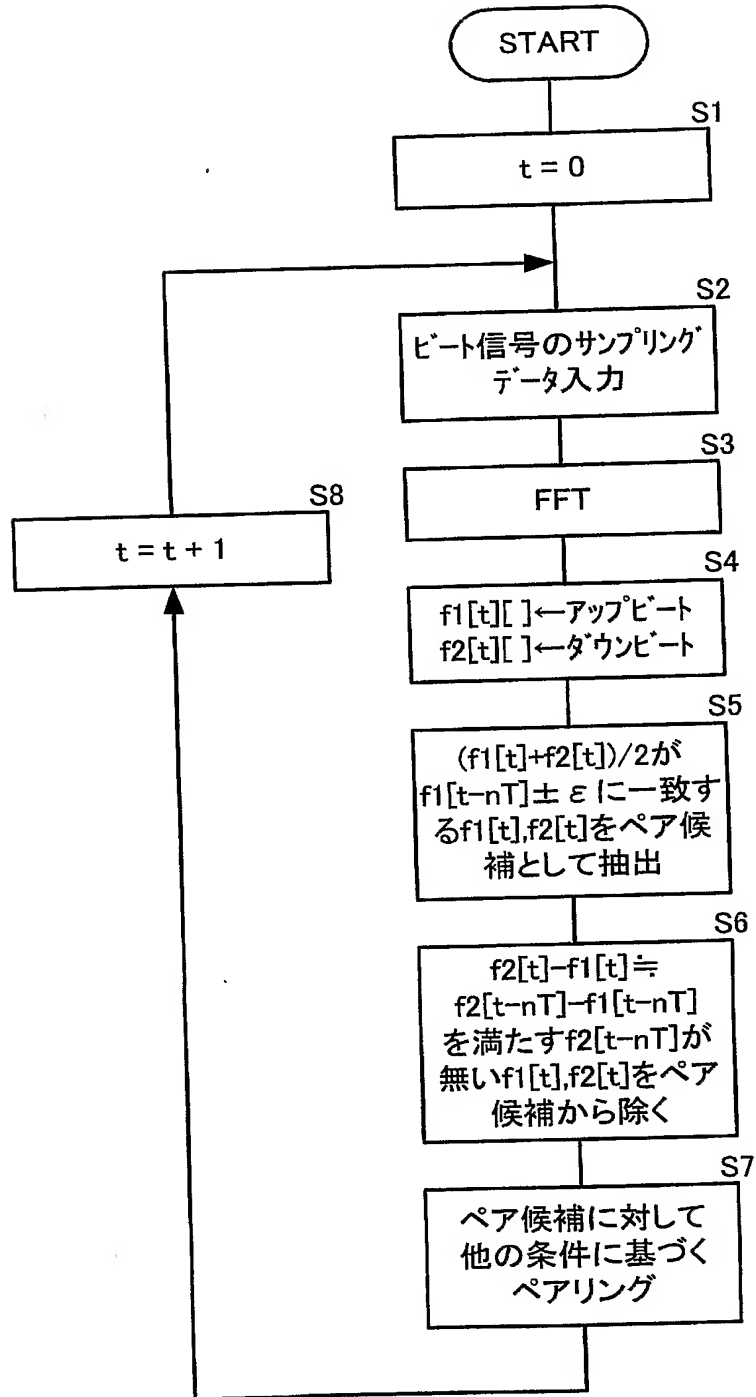 START
S1
t = 0
S2
ビート信号のサンプリング
データ入力
S3
FFT
S8
t = t + 1
S4
f1[t][ ]←アップビート
f2[t][ ]←ダウンビート
S5
(f1[t]+f2[t])/2が
f1[t-nT]± εに一致す
るf1[t],f2[t]をペア候
補として抽出
S6
f2[t]-f1[t]≒
f2[t-nT]-f1[t-nT]
を満たすf2[t-nT]が
無いf1[t],f2[t]をペア
候補から除く
S7
ペア候補に対して
他の条件に基づく
ペアリング